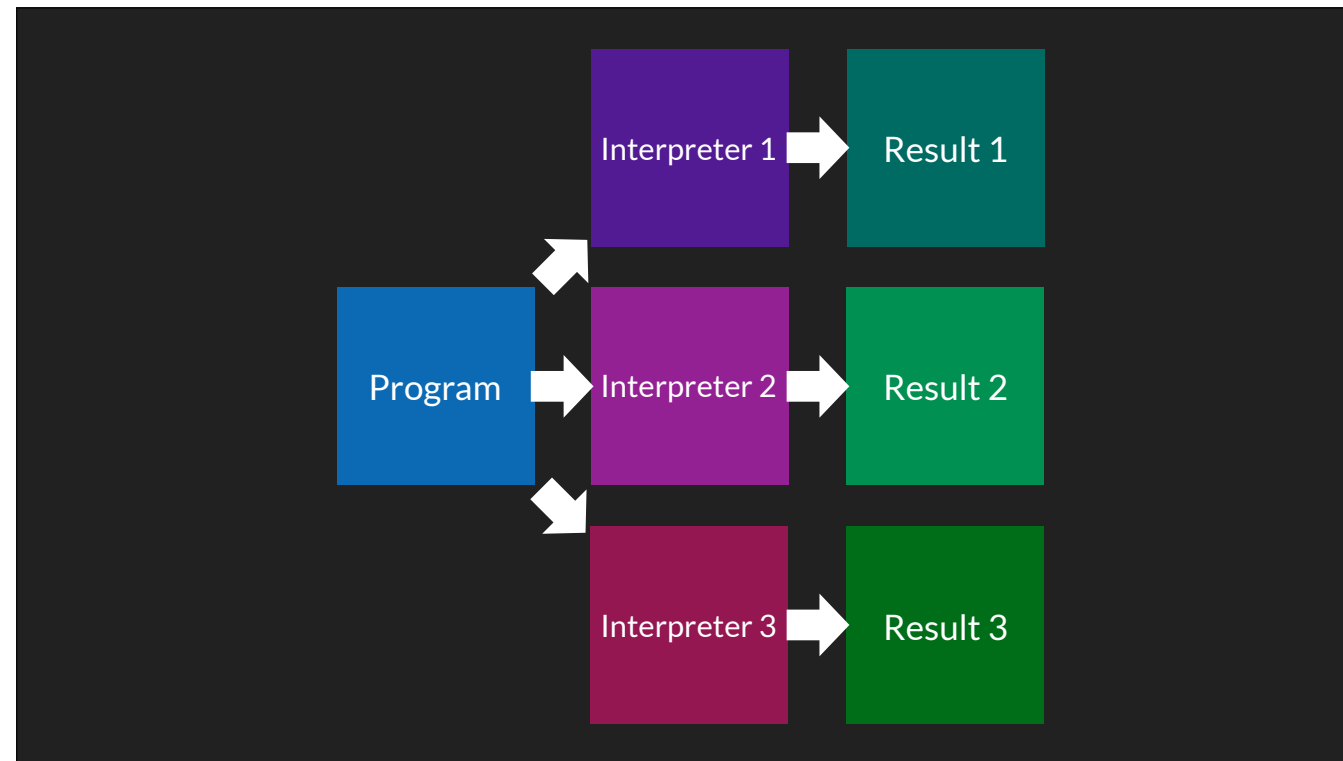 Interpreter 1
Result 1
Program
Interpreter 2
Result 2
Interpreter 3
Result 3